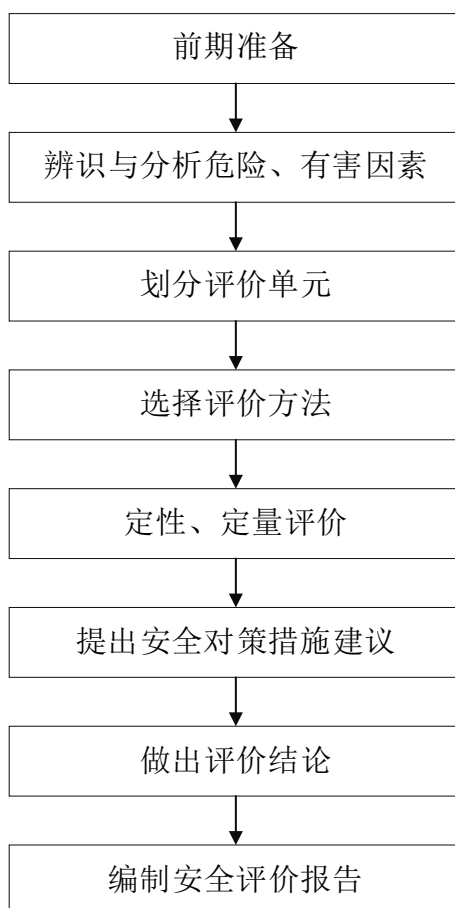 前期准备
辨识与分析危险、有害因素
划分评价单元
选择评价方法
定性、定量评价
提出安全对策措施建议
做出评价结论
编制安全评价报告